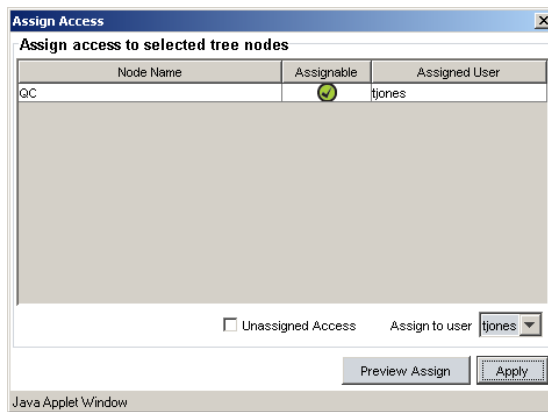 Assign Access
Assign access to selected tree nodes
Node Name Assignable Assigned User
QC tjones
Unassigned Access Assign to user tjones
Preview Assign Apply
Java Applet Window